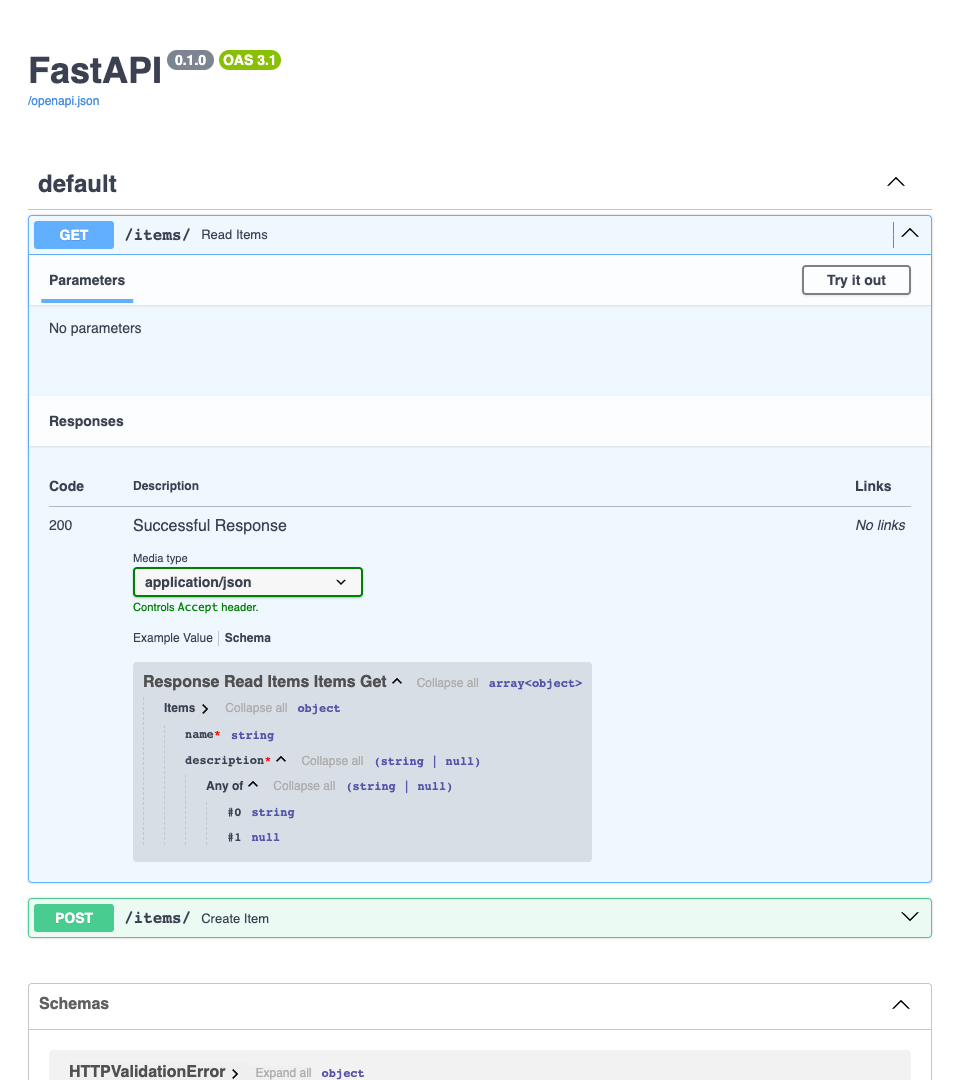 FastAPI 0.1.0 OAS 3.1
/openapi.json
default
GET /items/ Read Items
Parameters Try it out
No parameters
Responses
Code Description Links
200 Successful Response No links
Media type
application/json
Controls Accept header.
Example Value Schema
Response Read Items Items Get Collapse all array<object>
Items Collapse all object
name* string
description* Collapse all (string | null)
Any of Collapse all (string | null)
#0 string
#1 null
POST /items/ Create Item
Schemas
HTTPValidationError Expand all object